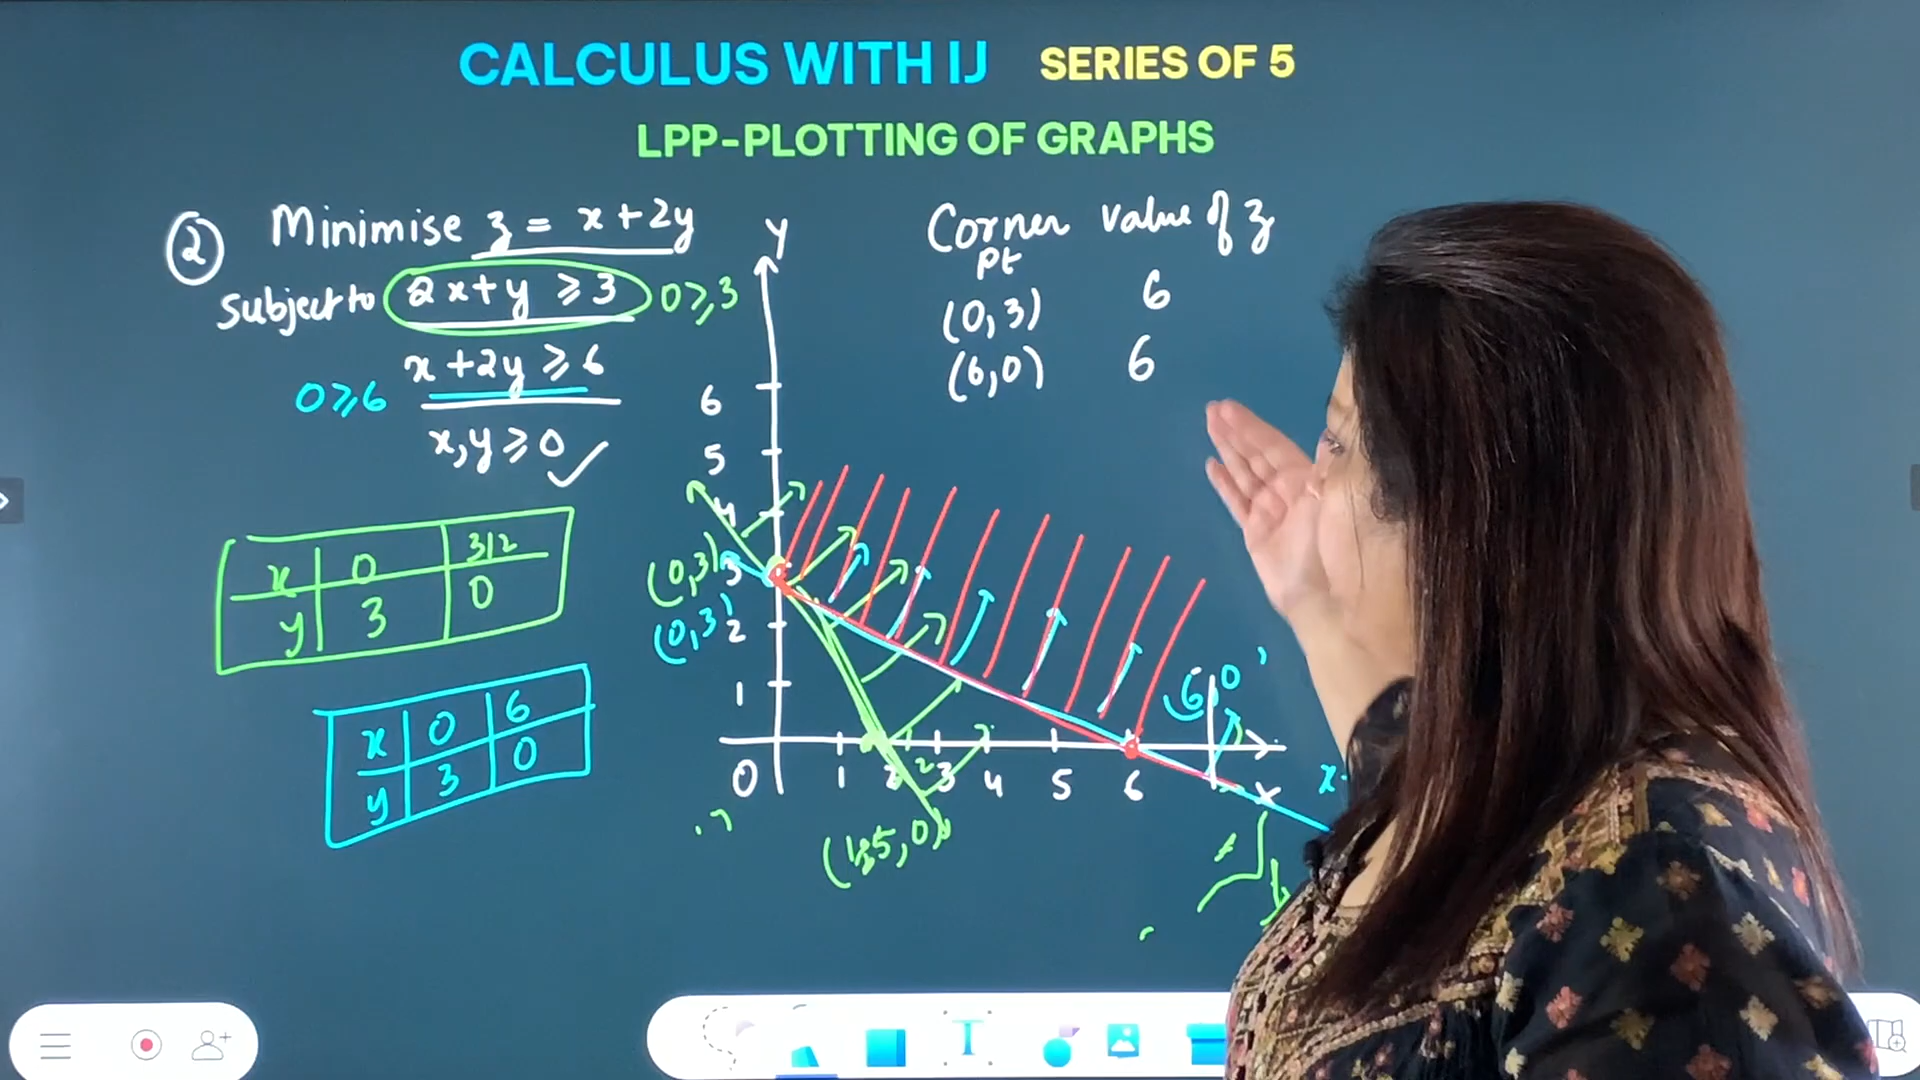 CALCULUS WITH IJ SERIES OF 5
LPP-PLOTTING OF GRAPHS
② Minimise z = x+2y
subject to 2x+y ≥ 3 0≥3
x+2y ≥ 6
0≥6
x,y ≥ 0 ✓
x 0 3/2
y 3 0
x 0 6
y 3 0
Corner pt value of z
(0,3) 6
(6,0) 6
Y
6
5
4
3
2
1
0 1 2 3 4 5 6 X
(0,3)
(0,3)
(6,0)
(1.5,0)
2
T